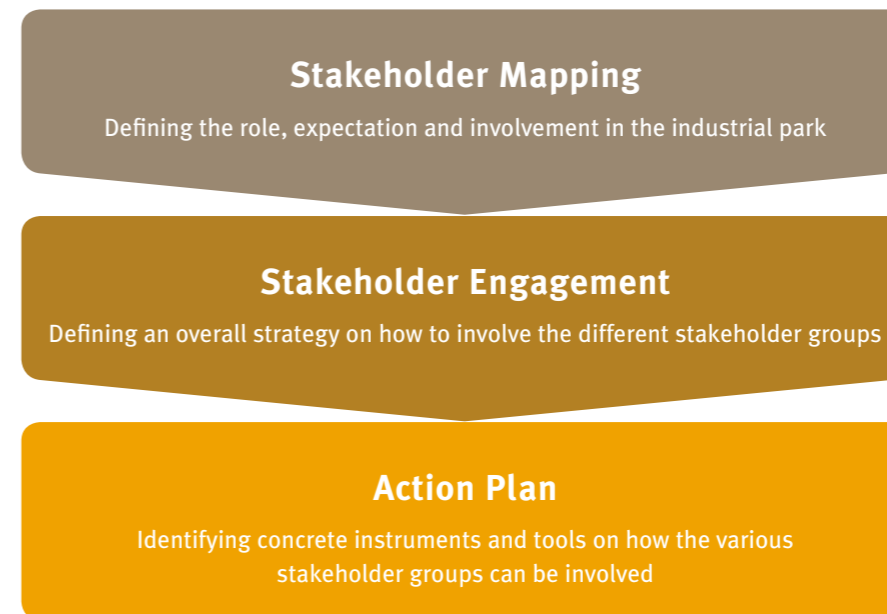 Stakeholder Mapping
Defining the role, expectation and involvement in the industrial park
Stakeholder Engagement
Defining an overall strategy on how to involve the different stakeholder groups
Action Plan
Identifying concrete instruments and tools on how the various
stakeholder groups can be involved